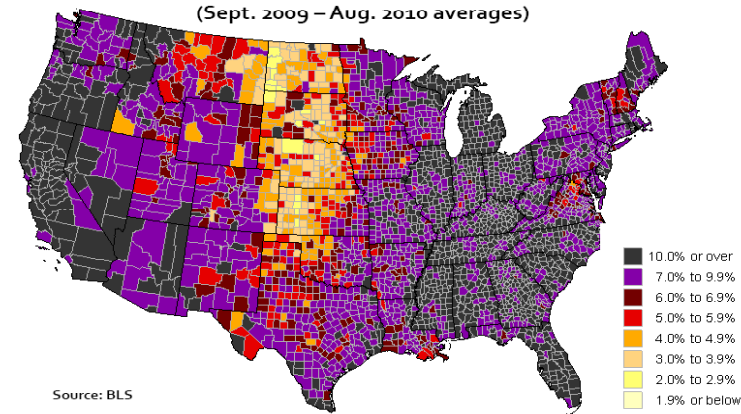 (Sept. 2009 – Aug. 2010 averages)
10.0% or over
7.0% to 9.9%
6.0% to 6.9%
5.0% to 5.9%
4.0% to 4.9%
3.0% to 3.9%
2.0% to 2.9%
1.9% or below
Source: BLS